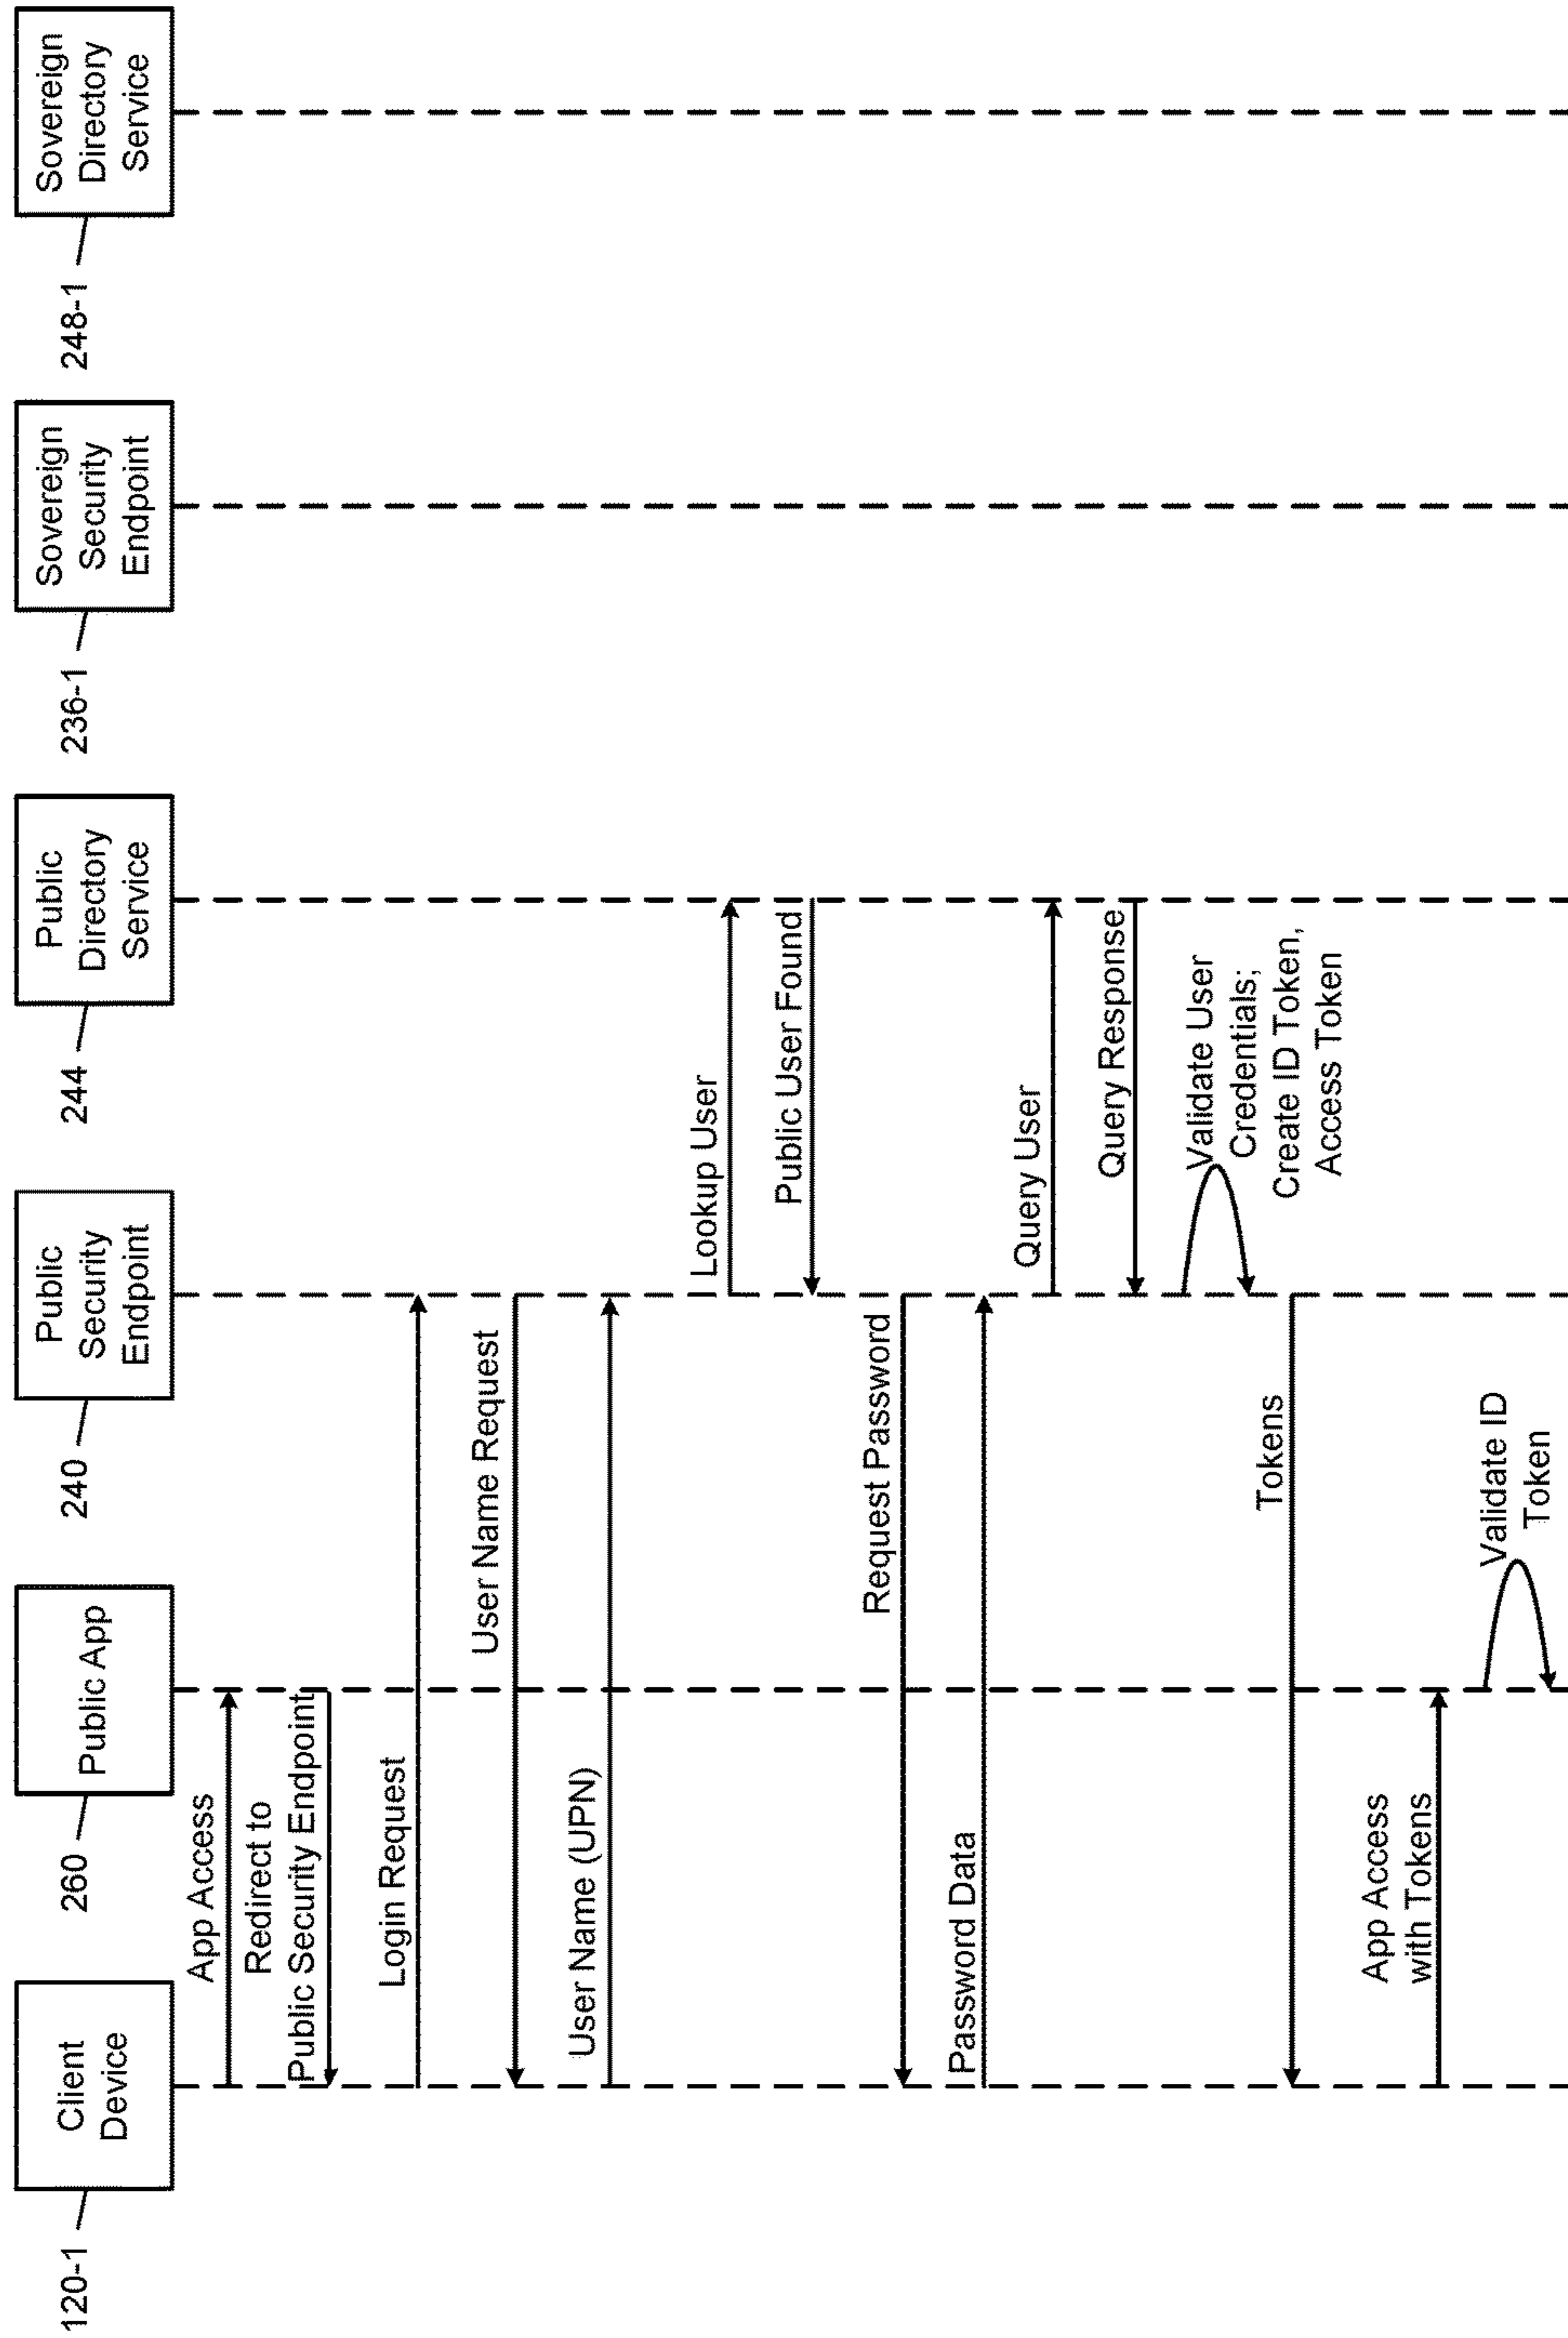 Client
Device
120-1
Public App
260
Public
Security
Endpoint
240
Public
Directory
Service
244
Sovereign
Security
Endpoint
236-1
Sovereign
Directory
Service
248-1
App Access
Redirect to
Public Security Endpoint
Login Request
User Name Request
User Name (UPN)
Lookup User
Public User Found
Request Password
Password Data
Query User
Query Response
Validate User
Credentials;
Create ID Token,
Access Token
Tokens
App Access
with Tokens
Validate ID
Token